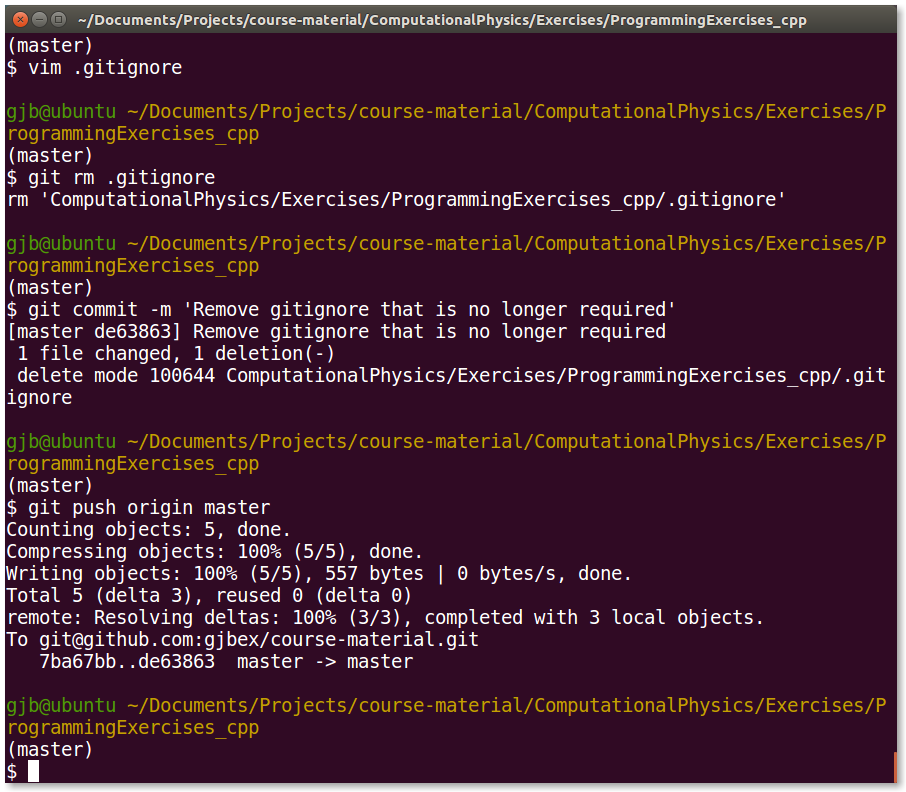 ~/Documents/Projects/course-material/ComputationalPhysics/Exercises/ProgrammingExercises_cpp
(master)
$ vim .gitignore
gjb@ubuntu ~/Documents/Projects/course-material/ComputationalPhysics/Exercises/P
rogrammingExercises_cpp
(master)
$ git rm .gitignore
rm 'ComputationalPhysics/Exercises/ProgrammingExercises_cpp/.gitignore'
gjb@ubuntu ~/Documents/Projects/course-material/ComputationalPhysics/Exercises/P
rogrammingExercises_cpp
(master)
$ git commit -m 'Remove gitignore that is no longer required'
[master de63863] Remove gitignore that is no longer required
 1 file changed, 1 deletion(-)
 delete mode 100644 ComputationalPhysics/Exercises/ProgrammingExercises_cpp/.git
ignore
gjb@ubuntu ~/Documents/Projects/course-material/ComputationalPhysics/Exercises/P
rogrammingExercises_cpp
(master)
$ git push origin master
Counting objects: 5, done.
Compressing objects: 100% (5/5), done.
Writing objects: 100% (5/5), 557 bytes | 0 bytes/s, done.
Total 5 (delta 3), reused 0 (delta 0)
remote: Resolving deltas: 100% (3/3), completed with 3 local objects.
To git@github.com:gjbex/course-material.git
   7ba67bb..de63863  master -> master
gjb@ubuntu ~/Documents/Projects/course-material/ComputationalPhysics/Exercises/P
rogrammingExercises_cpp
(master)
$